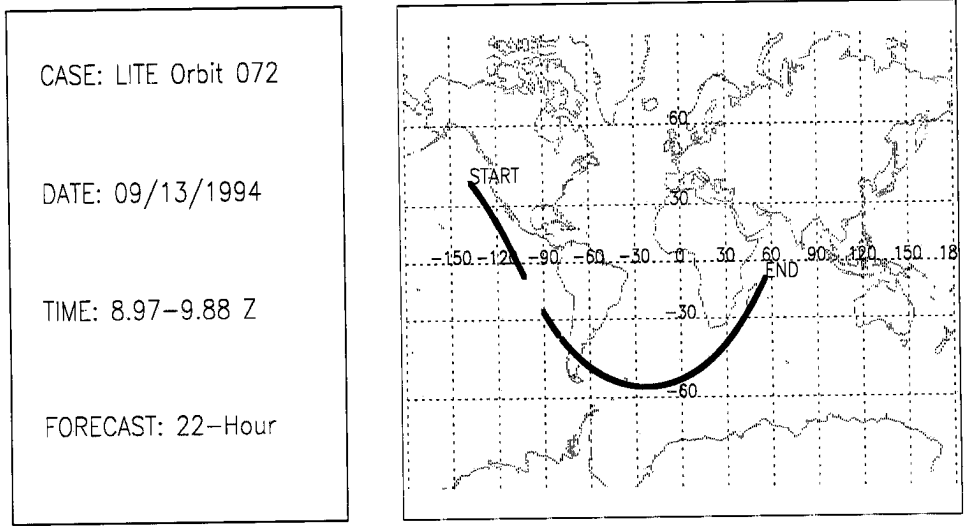 CASE: LITE Orbit 072
DATE: 09/13/1994
TIME: 8.97-9.88 Z
FORECAST: 22-Hour
60
START
30
-150 -120 -90 -60 -30 0 30 60 90 120 150 18
END
-30
-60